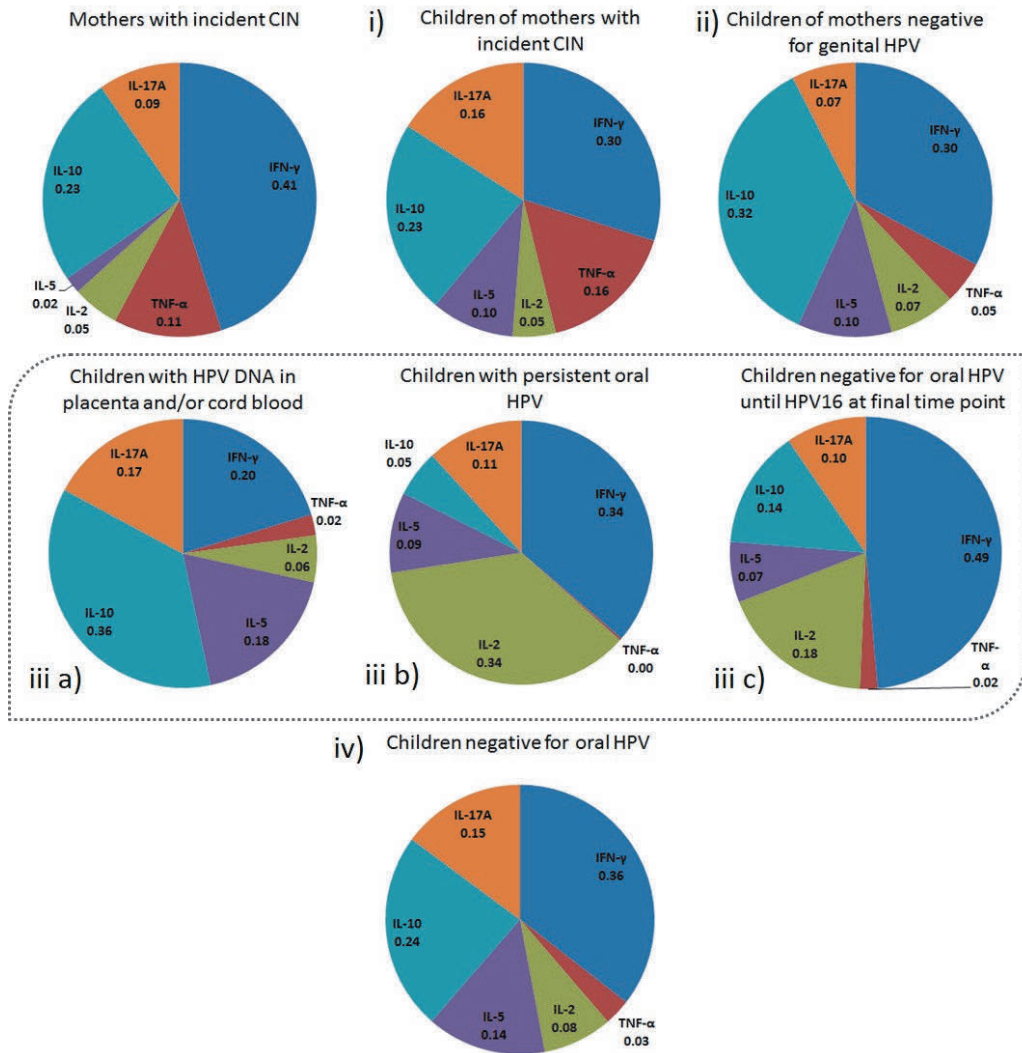 Mothers with incident CIN
IL-17A
0.09
IFN-γ
0.41
IL-10
0.23
IL-5
0.02
IL-2
0.05
TNF-α
0.11
i)
Children of mothers with
incident CIN
IL-17A
0.16
IFN-γ
0.30
IL-10
0.23
TNF-α
0.16
IL-5
0.10
IL-2
0.05
ii)
Children of mothers negative
for genital HPV
IL-17A
0.07
IFN-γ
0.30
IL-10
0.32
TNF-α
0.05
IL-2
0.07
IL-5
0.10
Children with HPV DNA in
placenta and/or cord blood
IL-17A
0.17
IFN-γ
0.20
TNF-α
0.02
IL-2
0.06
IL-10
0.36
IL-5
0.18
iii a)
Children with persistent oral
HPV
IL-10
0.05
IL-17A
0.11
IFN-γ
0.34
IL-5
0.09
IL-2
0.34
TNF-α
0.00
iii b)
Children negative for oral HPV
until HPV16 at final time point
IL-17A
0.10
IL-10
0.14
IFN-γ
0.49
IL-5
0.07
IL-2
0.18
TNF-
α
0.02
iii c)
iv)
Children negative for oral HPV
IL-17A
0.15
IFN-γ
0.36
IL-10
0.24
IL-5
0.14
IL-2
0.08
TNF-α
0.03